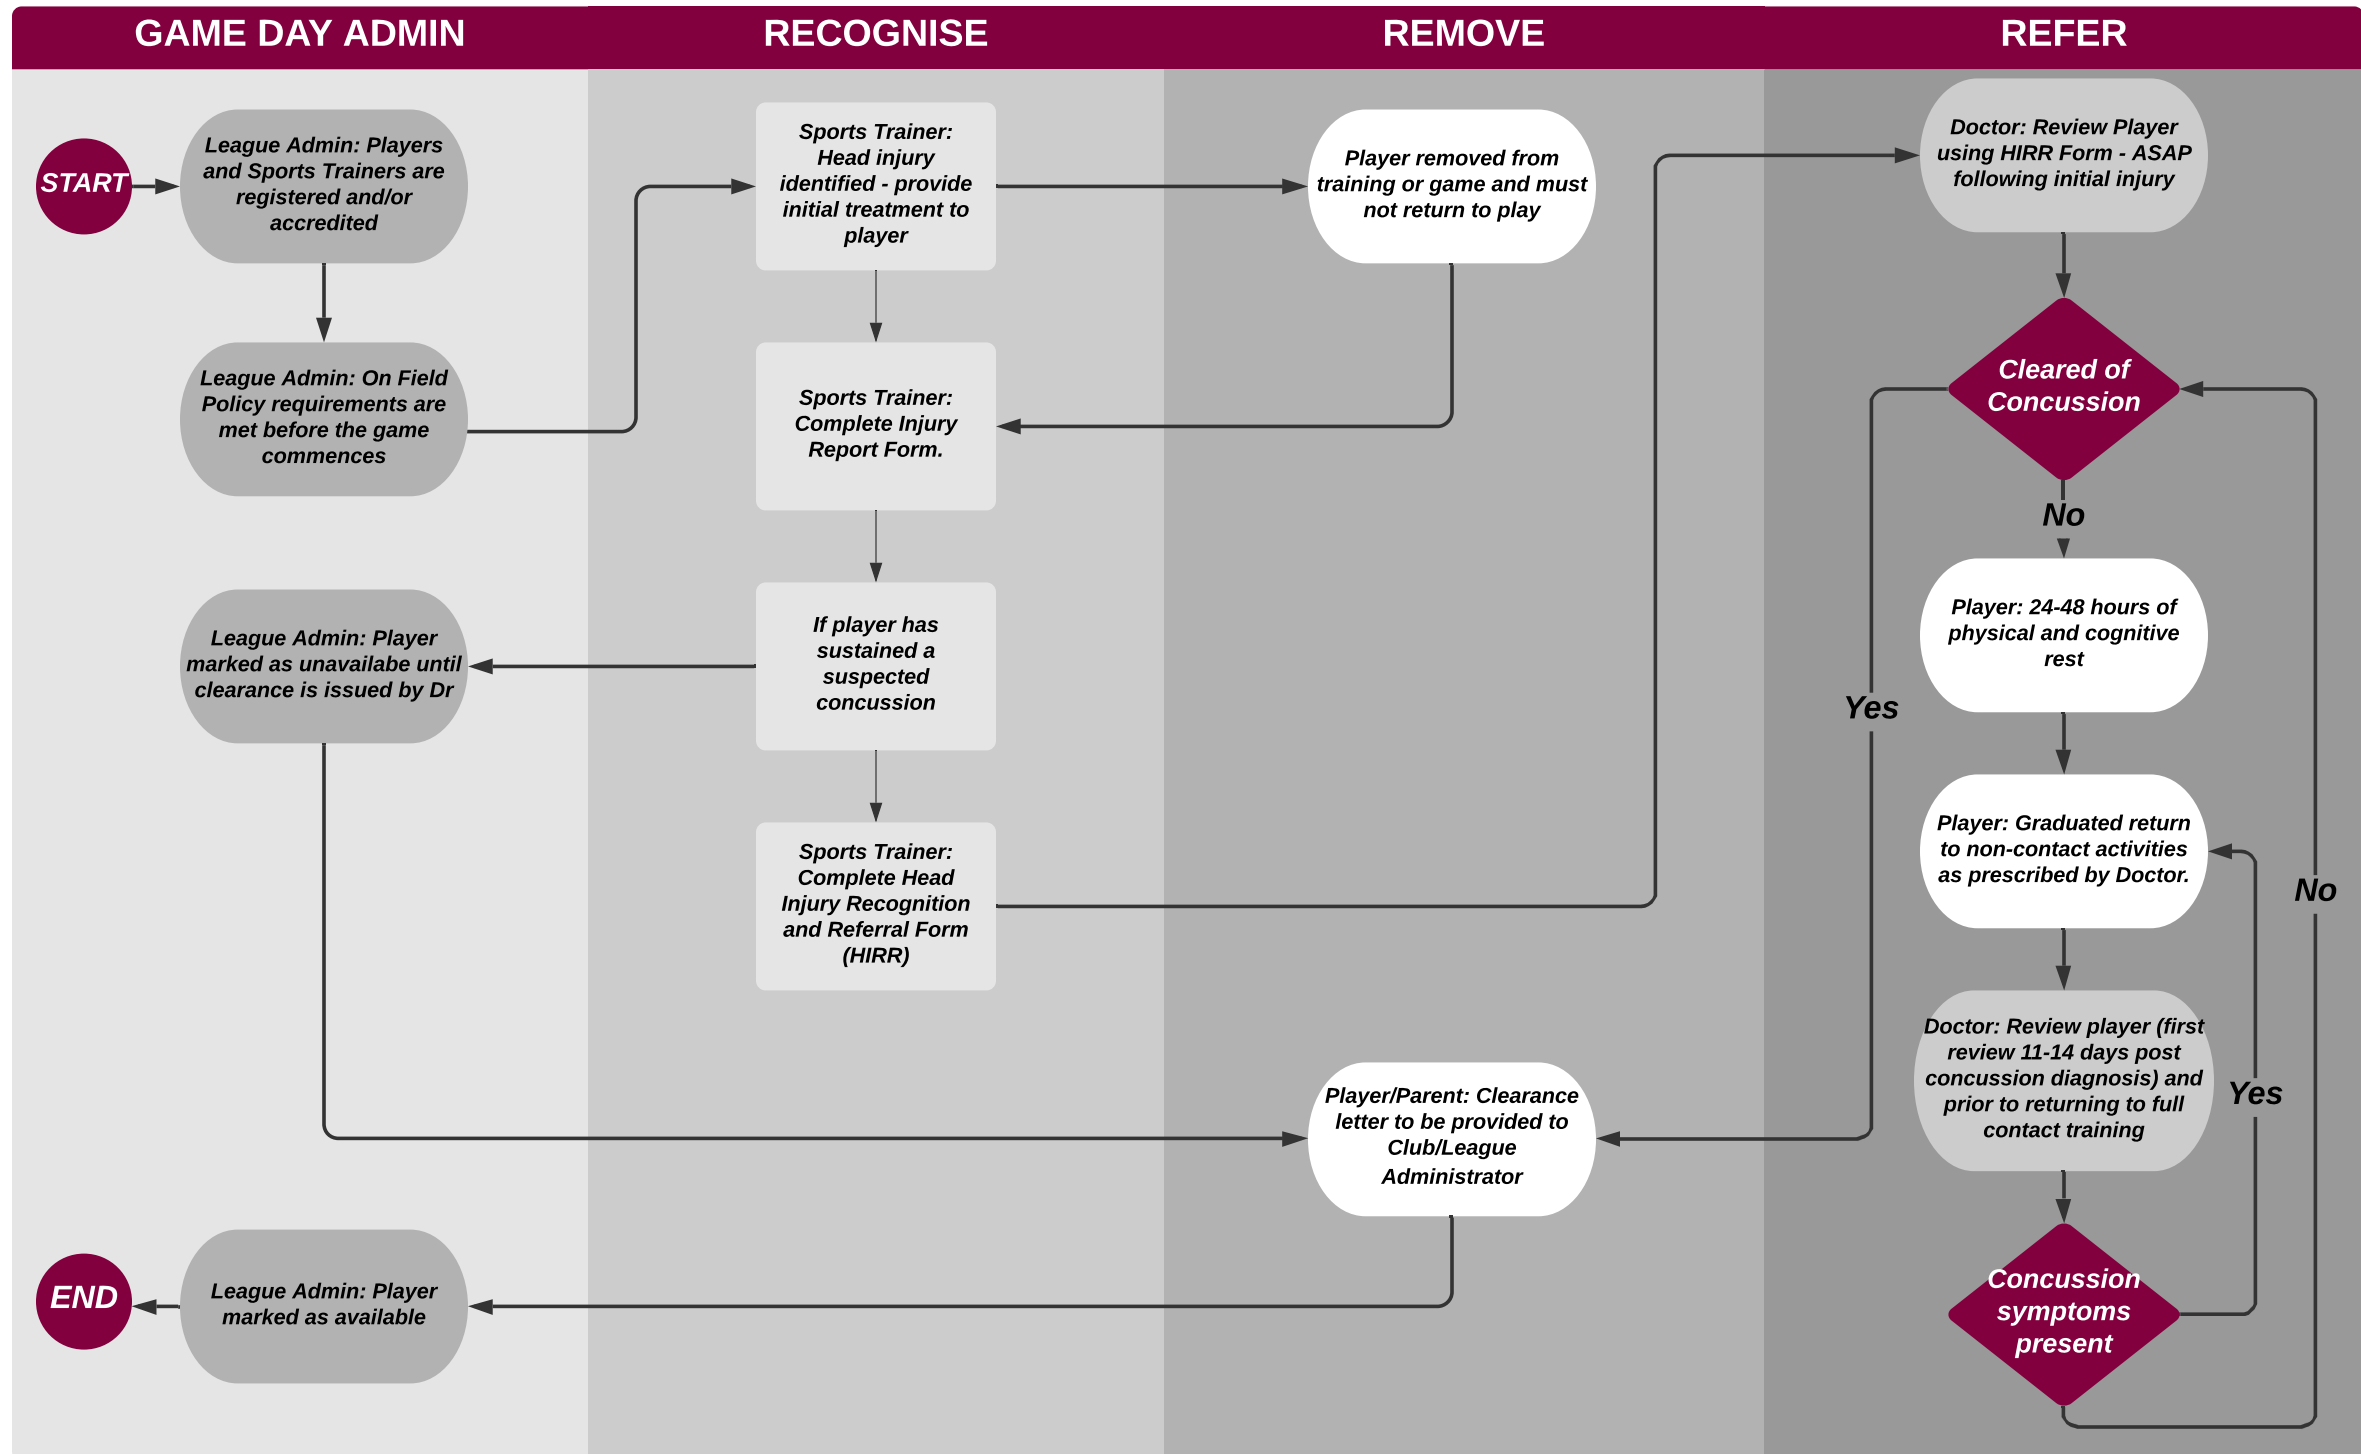 GAME DAY ADMIN
RECOGNISE
REMOVE
REFER
START
League Admin: Players
and Sports Trainers are
registered and/or
accredited
League Admin: On Field
Policy requirements are
met before the game
commences
Sports Trainer:
Head injury
identified - provide
initial treatment to
player
Player removed from
training or game and must
not return to play
Sports Trainer:
Complete Injury
Report Form.
If player has
sustained a
suspected
concussion
League Admin: Player
marked as unavailabe until
clearance is issued by Dr
Sports Trainer:
Complete Head
Injury Recognition
and Referral Form
(HIRR)
Doctor: Review Player
using HIRR Form - ASAP
following initial injury
Cleared of
Concussion
No
Yes
Player: 24-48 hours of
physical and cognitive
rest
Player: Graduated return
to non-contact activities
as prescribed by Doctor.
No
Doctor: Review player (first
review 11-14 days post
concussion diagnosis) and
prior to returning to full
contact training
Yes
Concussion
symptoms
present
Player/Parent: Clearance
letter to be provided to
Club/League
Administrator
League Admin: Player
marked as available
END